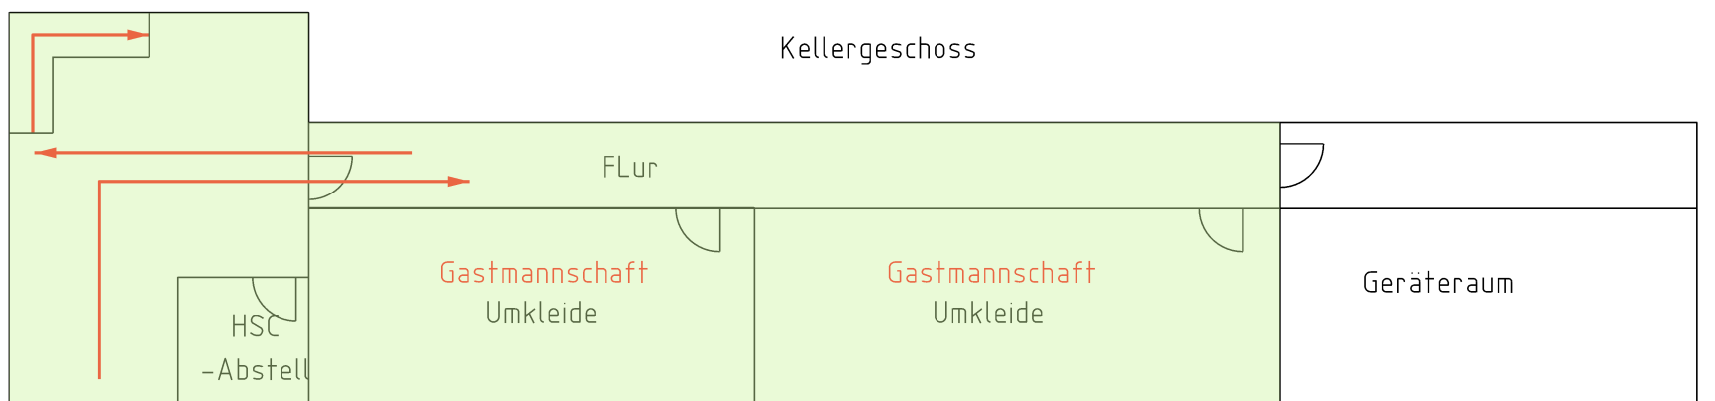 Kellergeschoss
FLur
Gastmannschaft
Umkleide
Gastmannschaft
Umkleide
Geräteraum
HSC
-Abstell